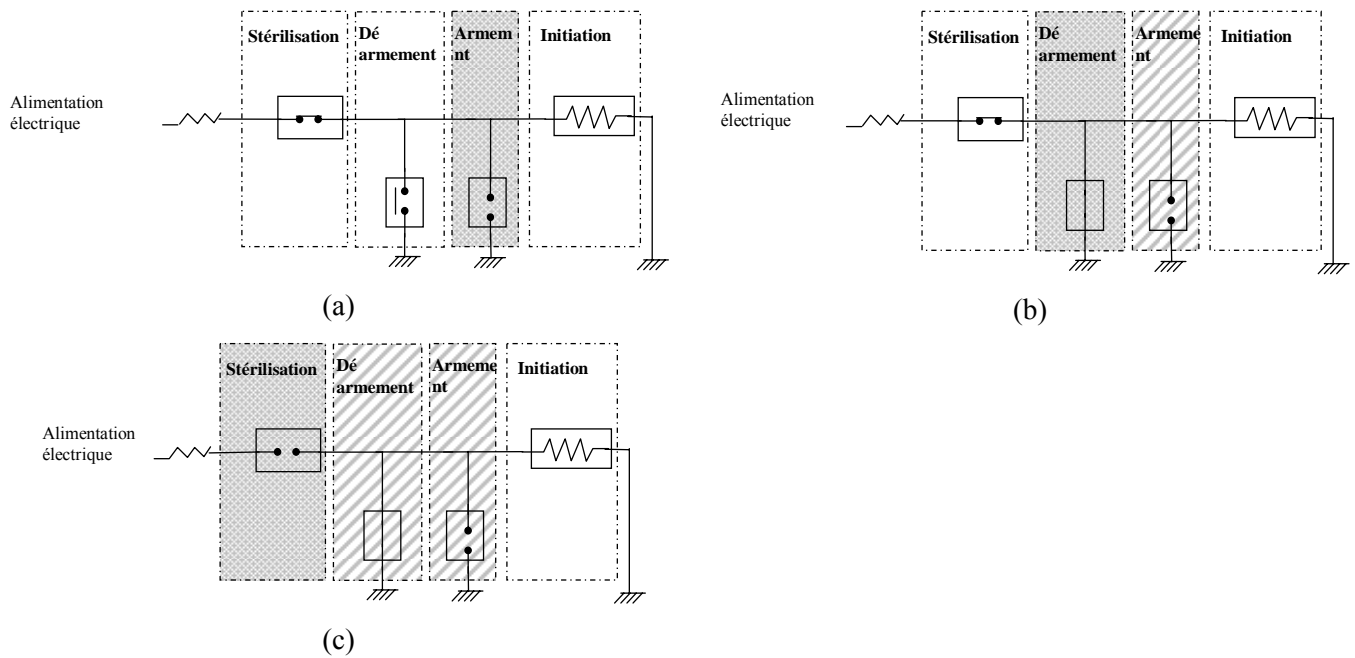 Stérilisation
Dé
armement
Armem
ent
Initiation
Alimentation
électrique
(a)
Stérilisation
Dé
armement
Armeme
nt
Initiation
Alimentation
électrique
(b)
Stérilisation
Dé
armement
Armeme
nt
Initiation
Alimentation
électrique
(c)